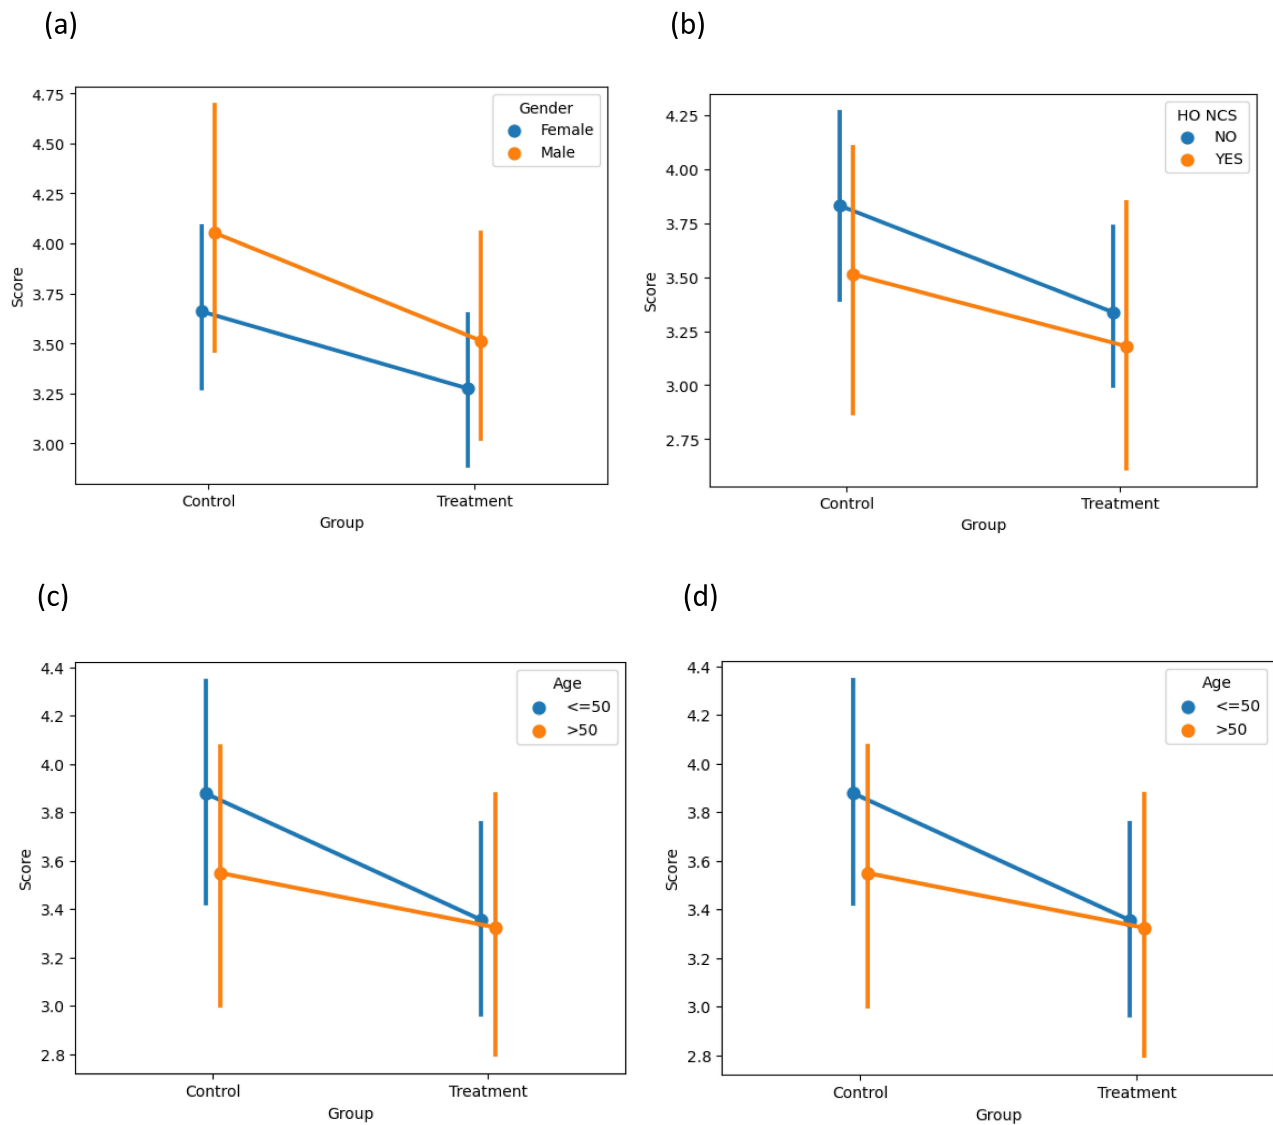 (a)
(b)
4.75
4.50
4.25
4.00
3.75
3.50
3.25
3.00
Score
Gender
Female
Male
Control
Treatment
Group
4.25
4.00
3.75
3.50
3.25
3.00
2.75
Score
HO NCS
NO
YES
Control
Treatment
Group
(c)
(d)
4.4
4.2
4.0
3.8
3.6
3.4
3.2
3.0
2.8
Score
Age
<=50
>50
Control
Treatment
Group
4.4
4.2
4.0
3.8
3.6
3.4
3.2
3.0
2.8
Score
Age
<=50
>50
Control
Treatment
Group